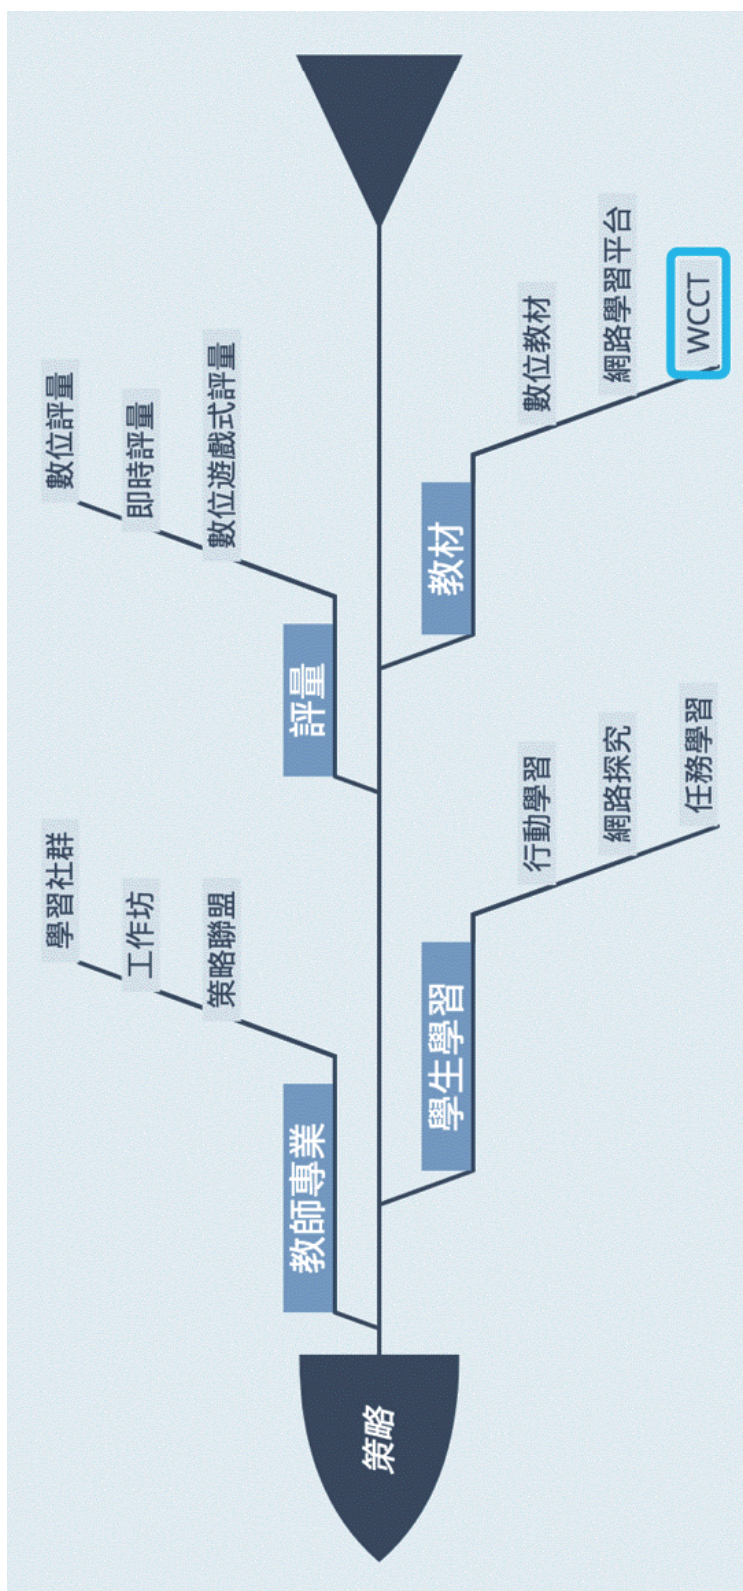 策略
教師專業
學習社群
工作坊
策略聯盟
評量
數位評量
即時評量
數位遊戲式評量
學生學習
行動學習
網路探究
任務學習
教材
數位教材
網路學習平台
WCCT